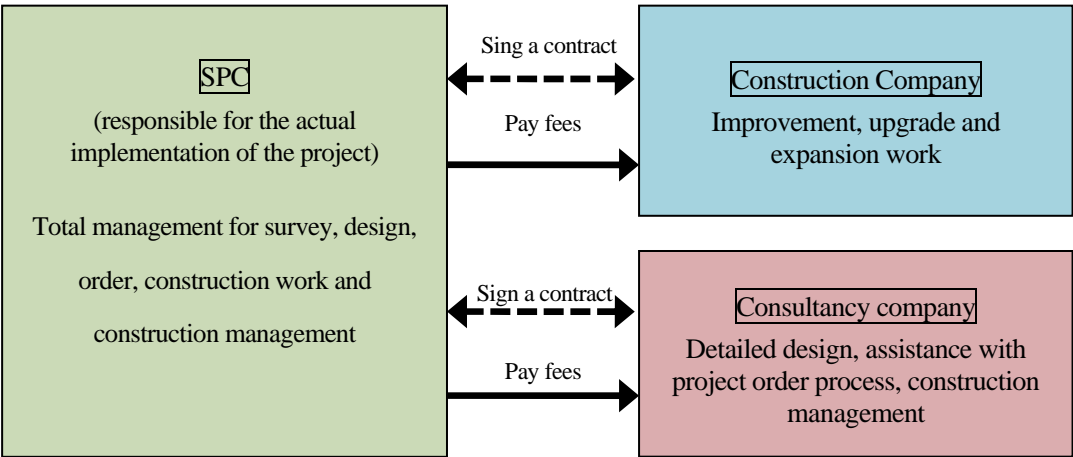 SPC
(responsible for the actual
implementation of the project)
Total management for survey, design,
order, construction work and
construction management
Sing a contract
Pay fees
Construction Company
Improvement, upgrade and
expansion work
Sign a contract
Pay fees
Consultancy company
Detailed design, assistance with
project order process, construction
management